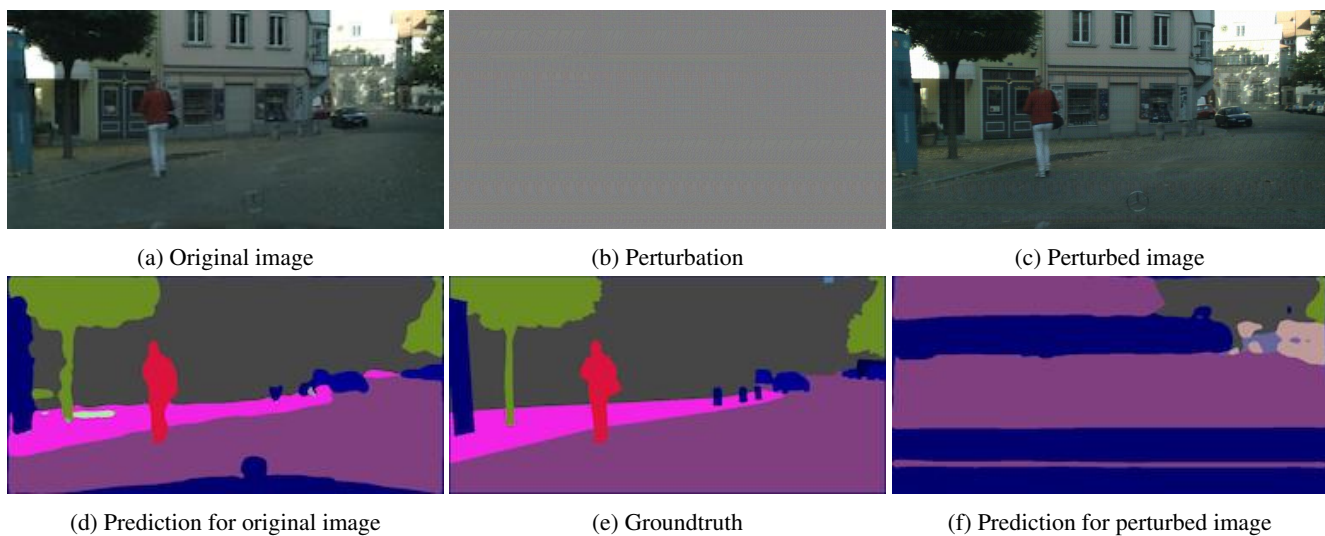 (a) Original image
(b) Perturbation
(c) Perturbed image
(d) Prediction for original image
(e) Groundtruth
(f) Prediction for perturbed image